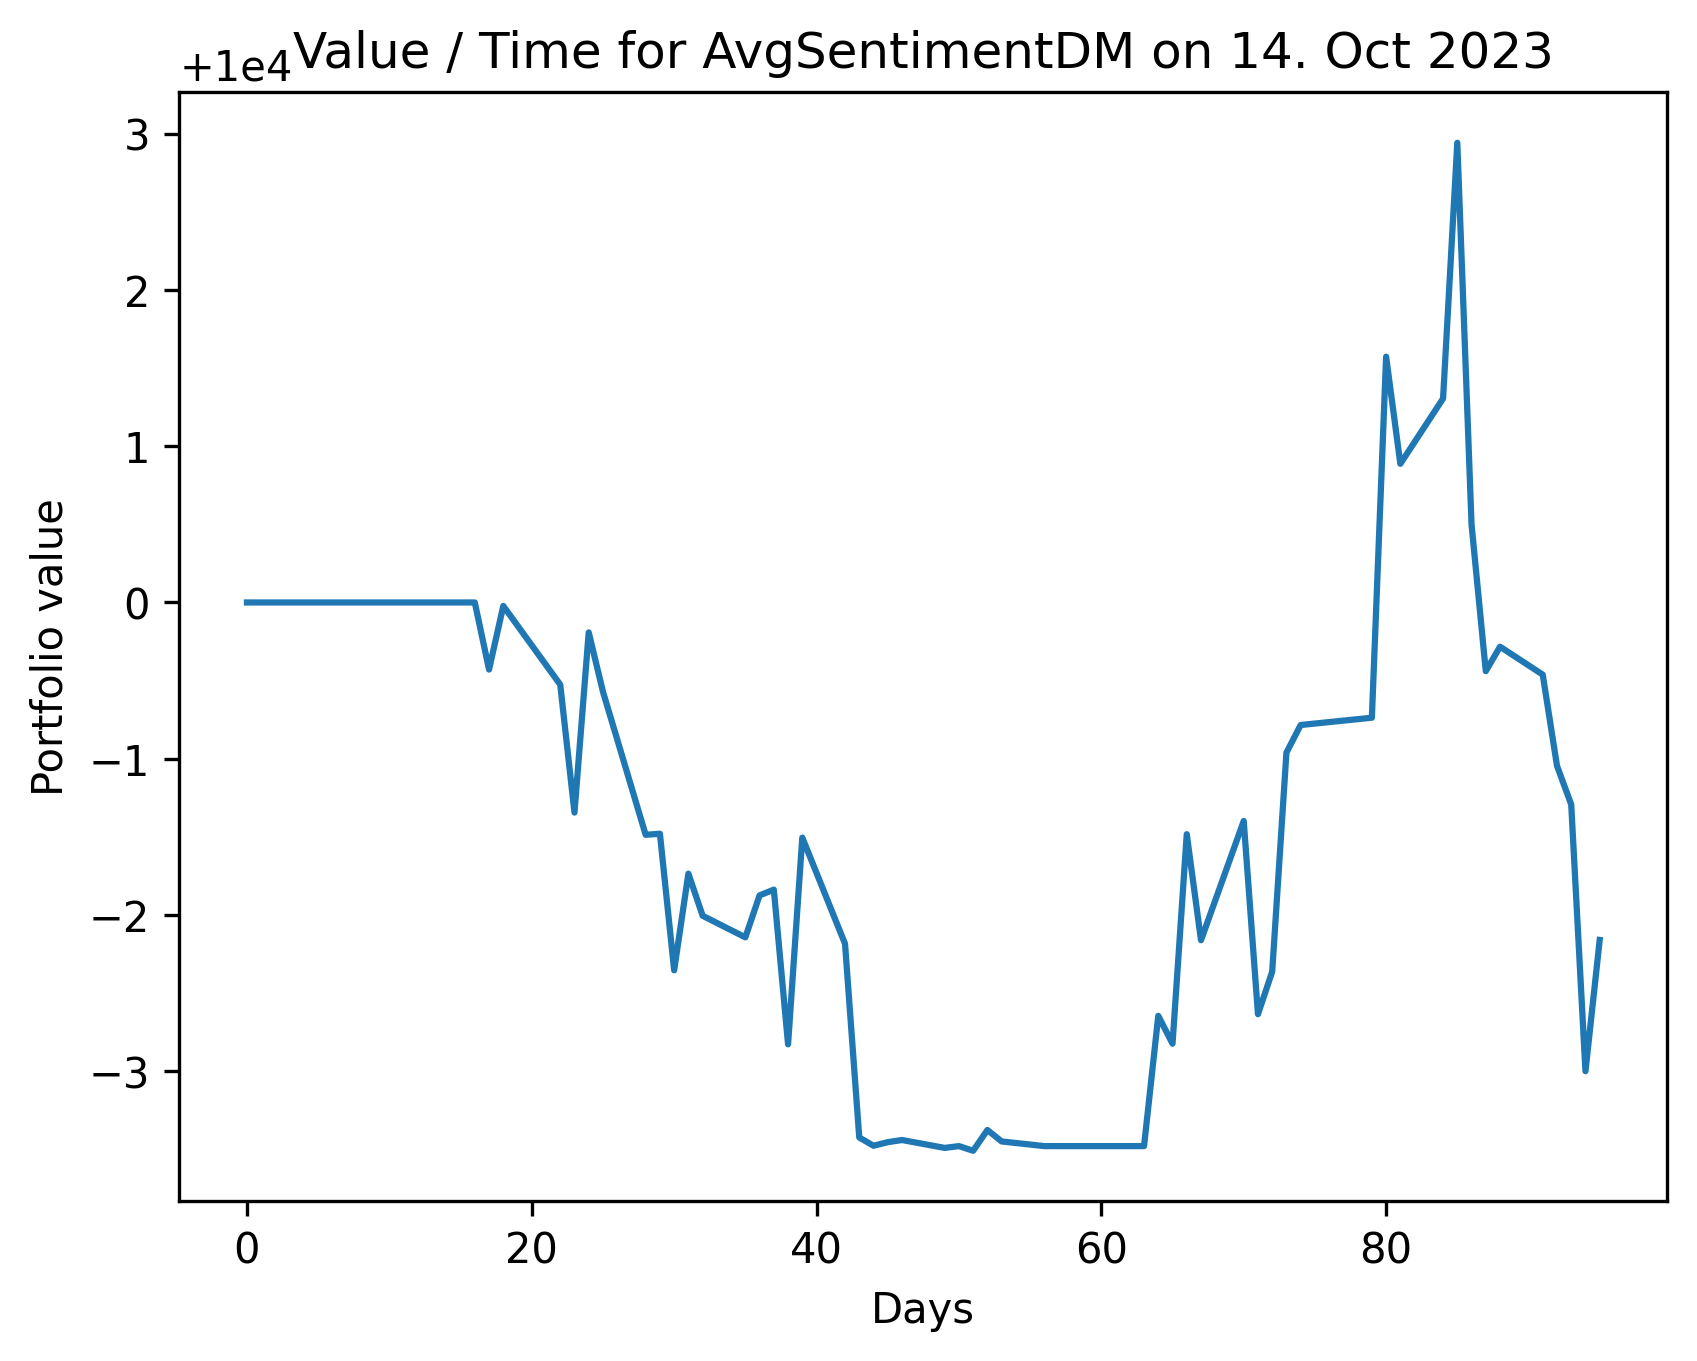 Value / Time for AvgSentimentDM on 14. Oct 2023
+1e4
3
2
1
0
−1
−2
−3
Portfolio value
0 20 40 60 80
Days